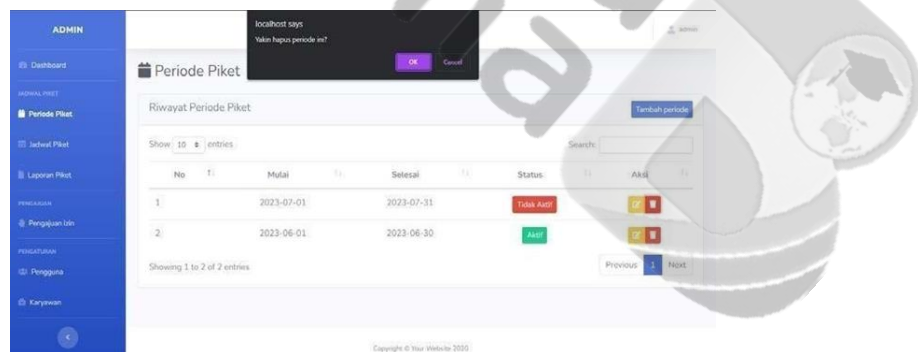 ADMIN
localhost says
Yakin hapus periode ini?
OK
Cancel
admin
Dashboard
Periode Piket
JADWAL PIKET
Riwayat Periode Piket
Tambah periode
Periode Piket
Show 10 entries
Search:
Jadwal Piket
No Mulai Selesai Status Aksi
Laporan Piket
1 2023-07-01 2023-07-31 Tidak Aktif
PENGAJUAN
Pengajuan Izin
2 2023-06-01 2023-06-30 Aktif
PENGATURAN
Showing 1 to 2 of 2 entries
Previous 1 Next
Pengguna
Karyawan
Copyright © Your Website 2020